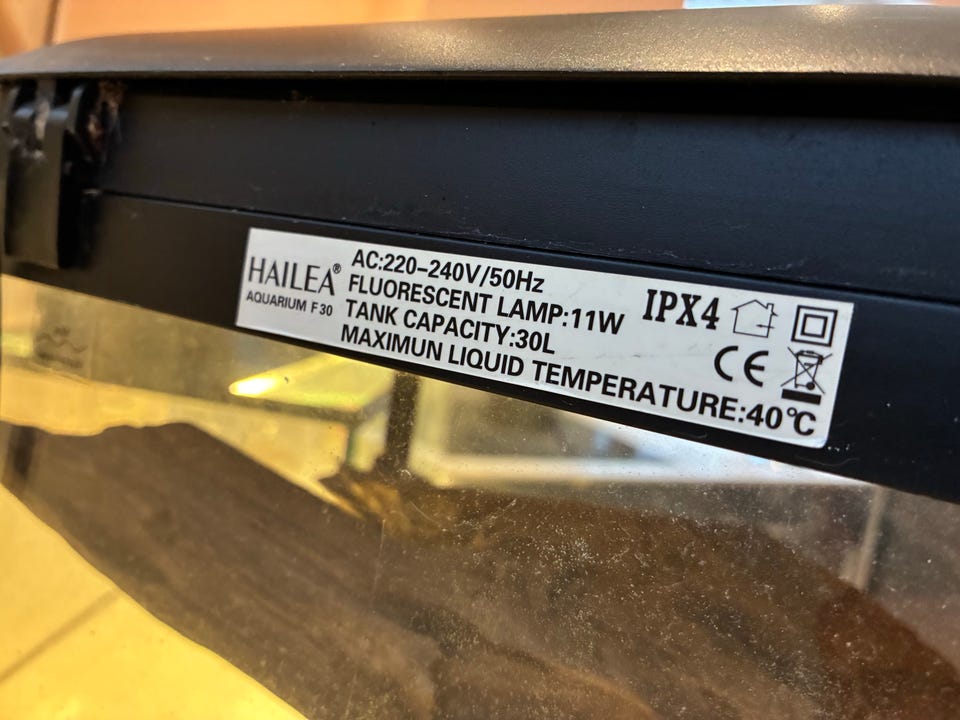 HAILEA®
AQUARIUM F30
AC:220-240V/50Hz
FLUORESCENT LAMP:11W
TANK CAPACITY:30L
MAXIMUN LIQUID TEMPERATURE:40℃
IPX4
CE